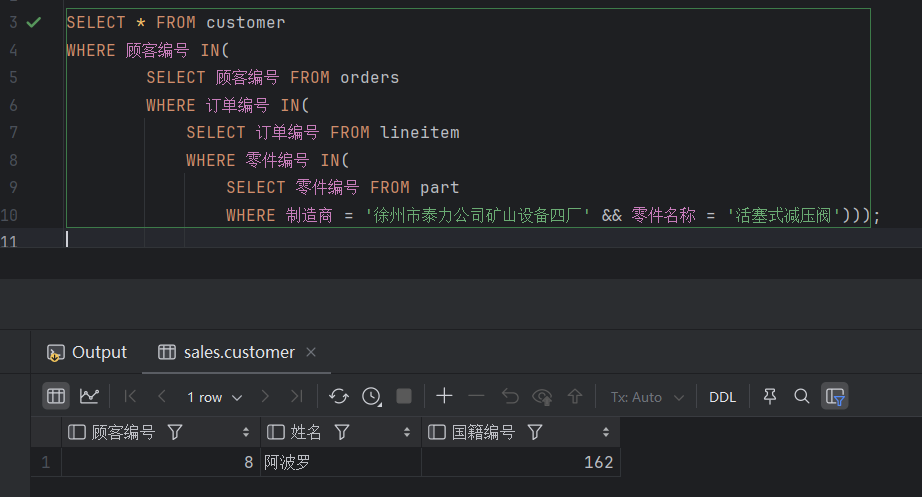 3 SELECT * FROM customer
4 WHERE 顾客编号 IN(
5 SELECT 顾客编号 FROM orders
6 WHERE 订单编号 IN(
7 SELECT 订单编号 FROM lineitem
8 WHERE 零件编号 IN(
9 SELECT 零件编号 FROM part
10 WHERE 制造商 = '徐州市泰力公司矿山设备四厂' && 零件名称 = '活塞式减压阀')));
11
Output sales.customer
1 row Tx: Auto DDL
顾客编号 姓名 国籍编号
1 8 阿波罗 162